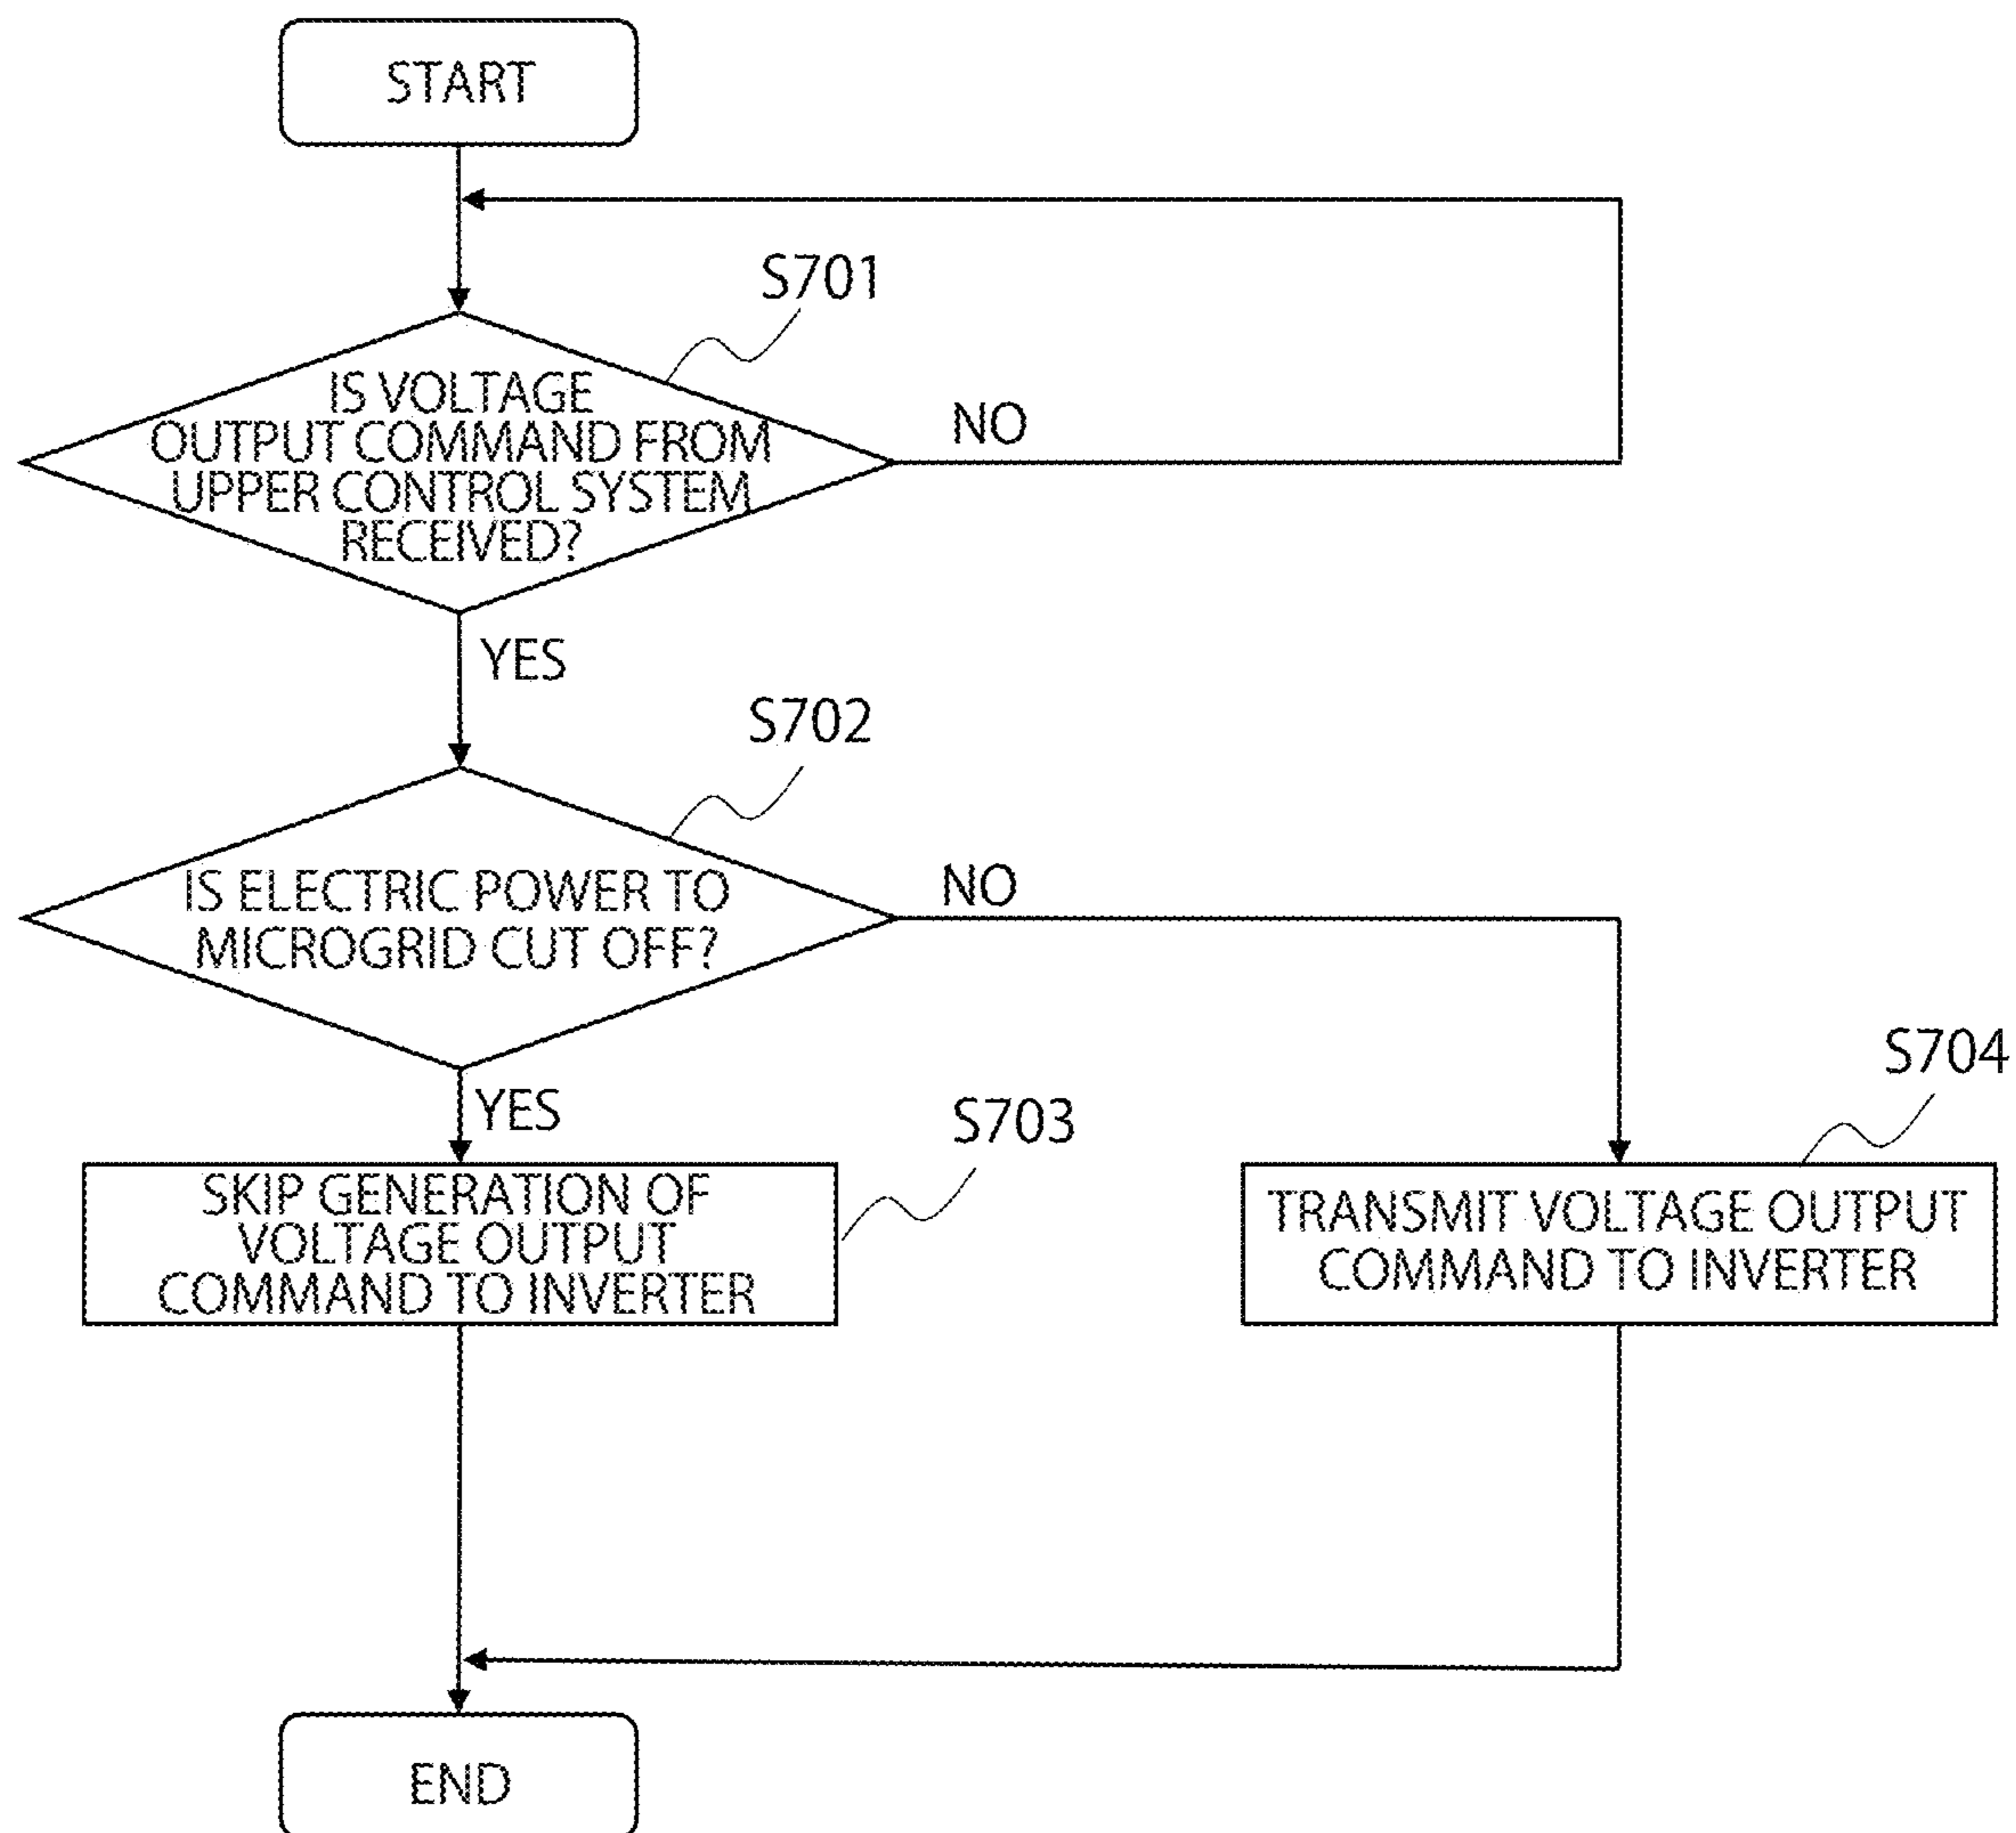 START
S701
IS VOLTAGE
OUTPUT COMMAND FROM
UPPER CONTROL SYSTEM
RECEIVED?
NO
YES
S702
IS ELECTRIC POWER TO
MICROGRID CUT OFF?
NO
YES
S703
SKIP GENERATION OF
VOLTAGE OUTPUT
COMMAND TO INVERTER
S704
TRANSMIT VOLTAGE OUTPUT
COMMAND TO INVERTER
END